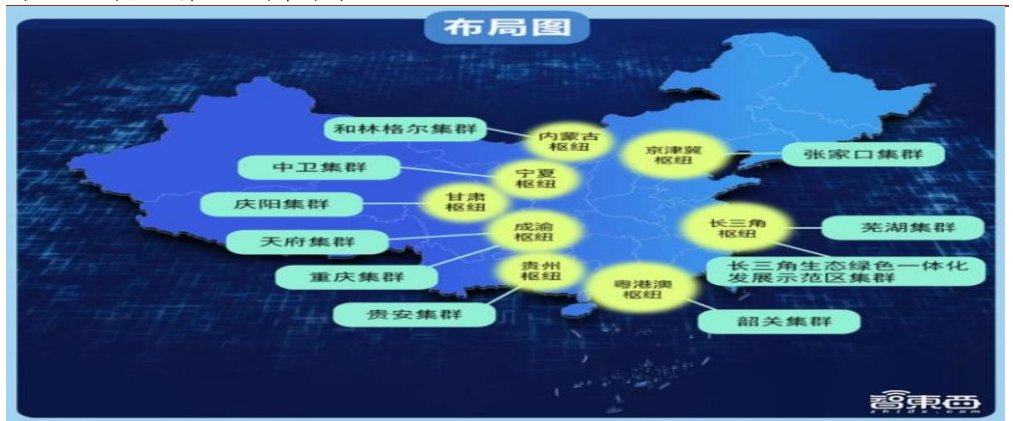 布局图
和林格尔集群
内蒙古
枢纽
京津冀
枢纽
张家口集群
中卫集群
宁夏
枢纽
庆阳集群
甘肃
枢纽
天府集群
成渝
枢纽
长三角
枢纽
芜湖集群
重庆集群
贵州
枢纽
长三角生态绿色一体化
发展示范区集群
贵安集群
粤港澳
枢纽
韶关集群
智東西
zhidx.com